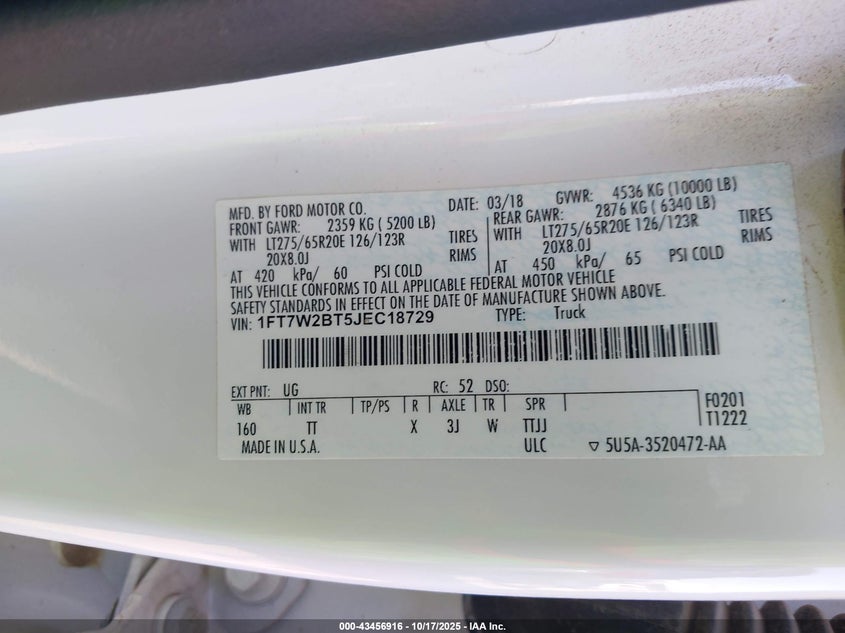 MFD. BY FORD MOTOR CO. DATE: 03/18 GVWR: 4536 KG (10000 LB)
FRONT GAWR: 2359 KG ( 5200 LB) REAR GAWR: 2876 KG ( 6340 LB)
WITH LT275/65R20E 126/123R TIRES WITH LT275/65R20E 126/123R TIRES
20X8.0J RIMS 20X8.0J RIMS
AT 420 kPa/ 60 PSI COLD AT 450 kPa/ 65 PSI COLD
THIS VEHICLE CONFORMS TO ALL APPLICABLE FEDERAL MOTOR VEHICLE
SAFETY STANDARDS IN EFFECT ON THE DATE OF MANUFACTURE SHOWN ABOVE.
VIN: 1FT7W2BT5JEC18729 TYPE: Truck
EXT PNT: UG RC: 52 DSO:
WB INT TR TP/PS R AXLE TR SPR F0201
160 TT X 3J W TTJJ T1222
MADE IN U.S.A. ULC ▽ 5U5A-3520472-AA
000-43456916 - 10/17/2025 - IAA Inc.